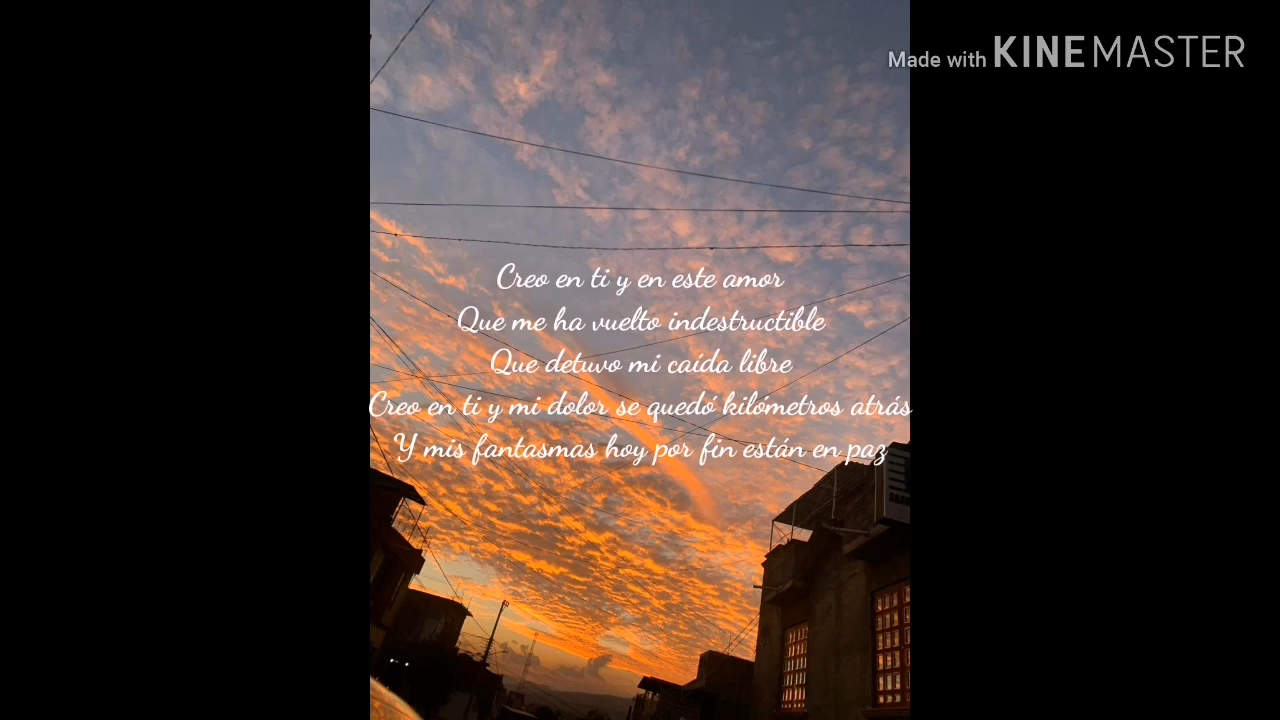 Made with KINEMASTER
Creo en ti y en este amor
Que me ha vuelto indestructible
Que detuvo mi caída libre
Creo en ti y mi dolor se quedó kilómetros atrás
Y mis fantasmas hoy por fin están en paz